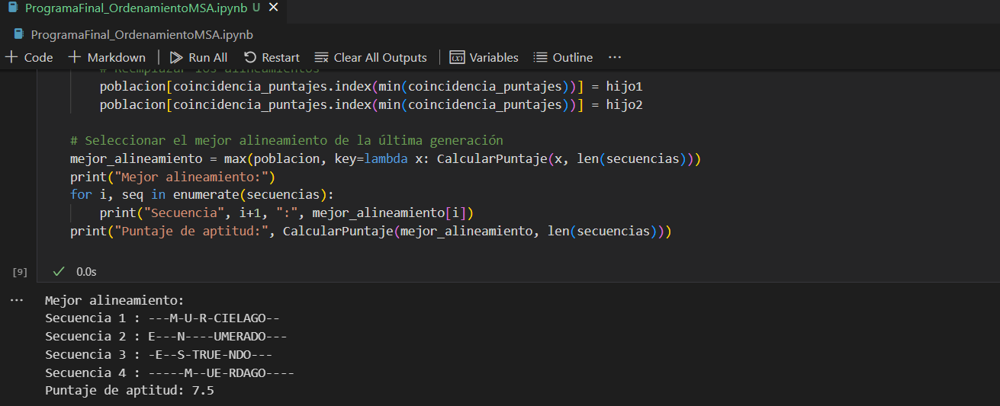 ProgramaFinal_OrdenamientoMSA.ipynb U
ProgramaFinal_OrdenamientoMSA.ipynb
+ Code + Markdown | Run All Restart Clear All Outputs | Variables Outline ...
# Reemplazar los alineamientos
poblacion[coincidencia_puntajes.index(min(coincidencia_puntajes))] = hijo1
poblacion[coincidencia_puntajes.index(min(coincidencia_puntajes))] = hijo2
# Seleccionar el mejor alineamiento de la última generación
mejor_alineamiento = max(poblacion, key=lambda x: CalcularPuntaje(x, len(secuencias)))
print("Mejor alineamiento:")
for i, seq in enumerate(secuencias):
print("Secuencia", i+1, ":", mejor_alineamiento[i])
print("Puntaje de aptitud:", CalcularPuntaje(mejor_alineamiento, len(secuencias)))
[9] 0.0s
... Mejor alineamiento:
Secuencia 1 : ---M-U-R-CIELAGO--
Secuencia 2 : E---N----UMERADO---
Secuencia 3 : -E--S-TRUE-NDO---
Secuencia 4 : -----M--UE-RDAGO----
Puntaje de aptitud: 7.5